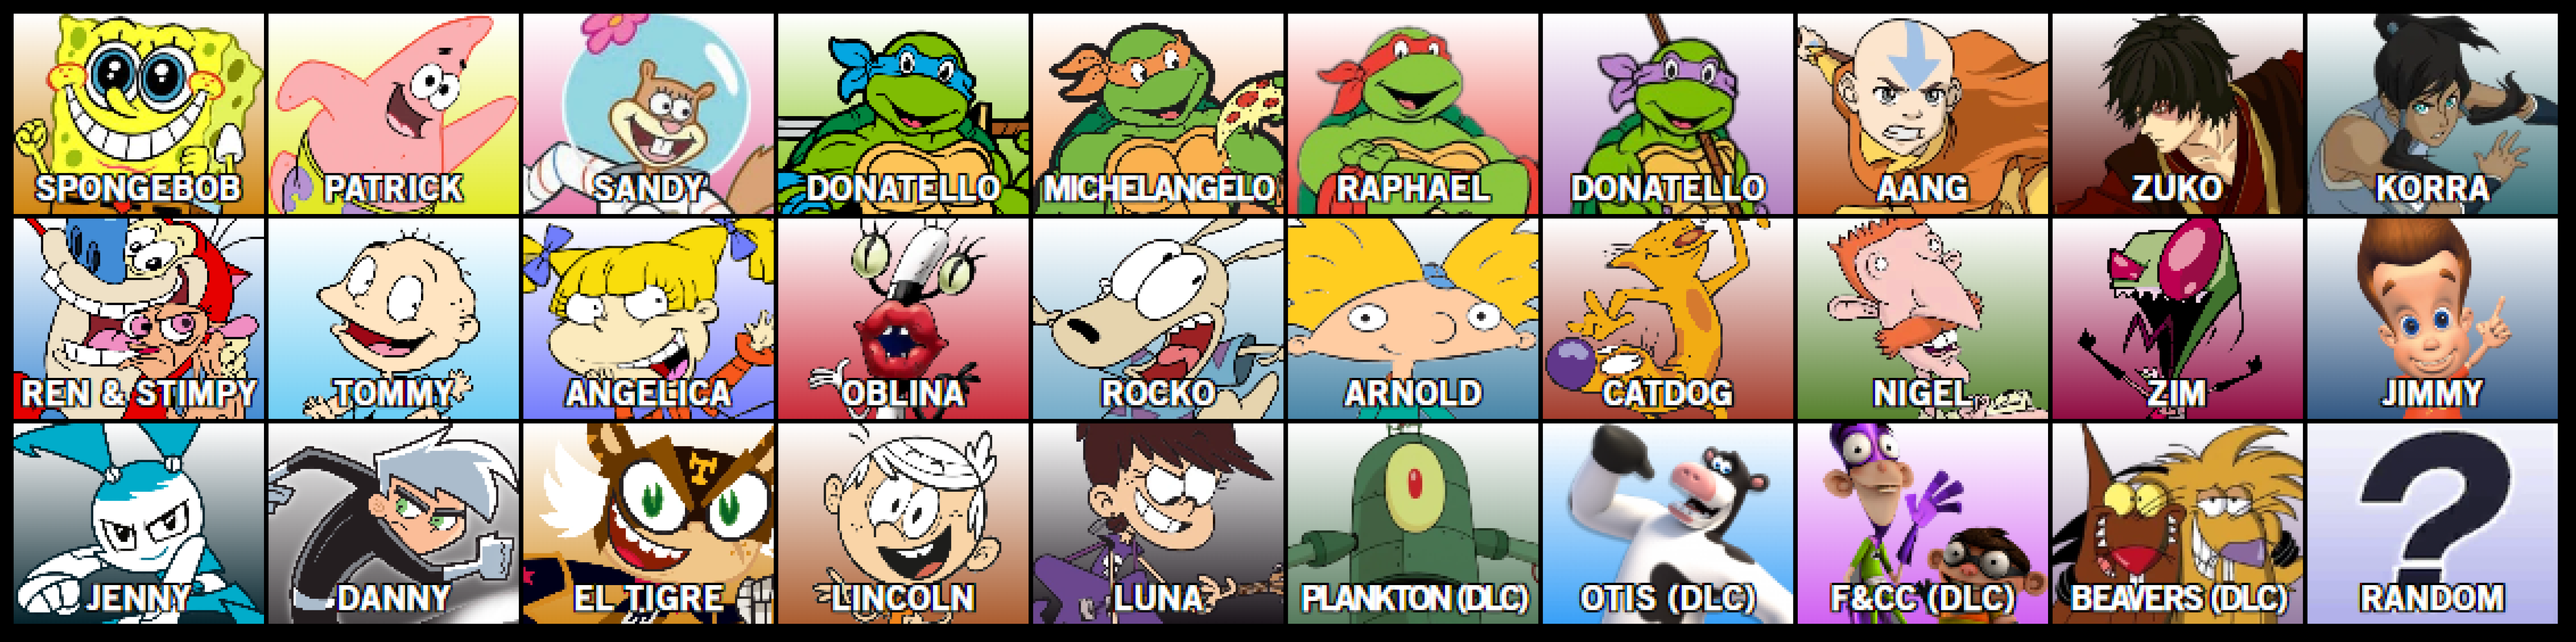 SPONGEBOB
PATRICK
SANDY
DONATELLO
MICHELANGELO
RAPHAEL
DONATELLO
AANG
ZUKO
KORRA
REN & STIMPY
TOMMY
ANGELICA
OBLINA
ROCKO
ARNOLD
CATDOG
NIGEL
ZIM
JIMMY
JENNY
DANNY
T
EL TIGRE
LINCOLN
LUNA
PLANKTON (DLC)
OTIS (DLC)
F&CC (DLC)
BEAVERS (DLC)
?
RANDOM